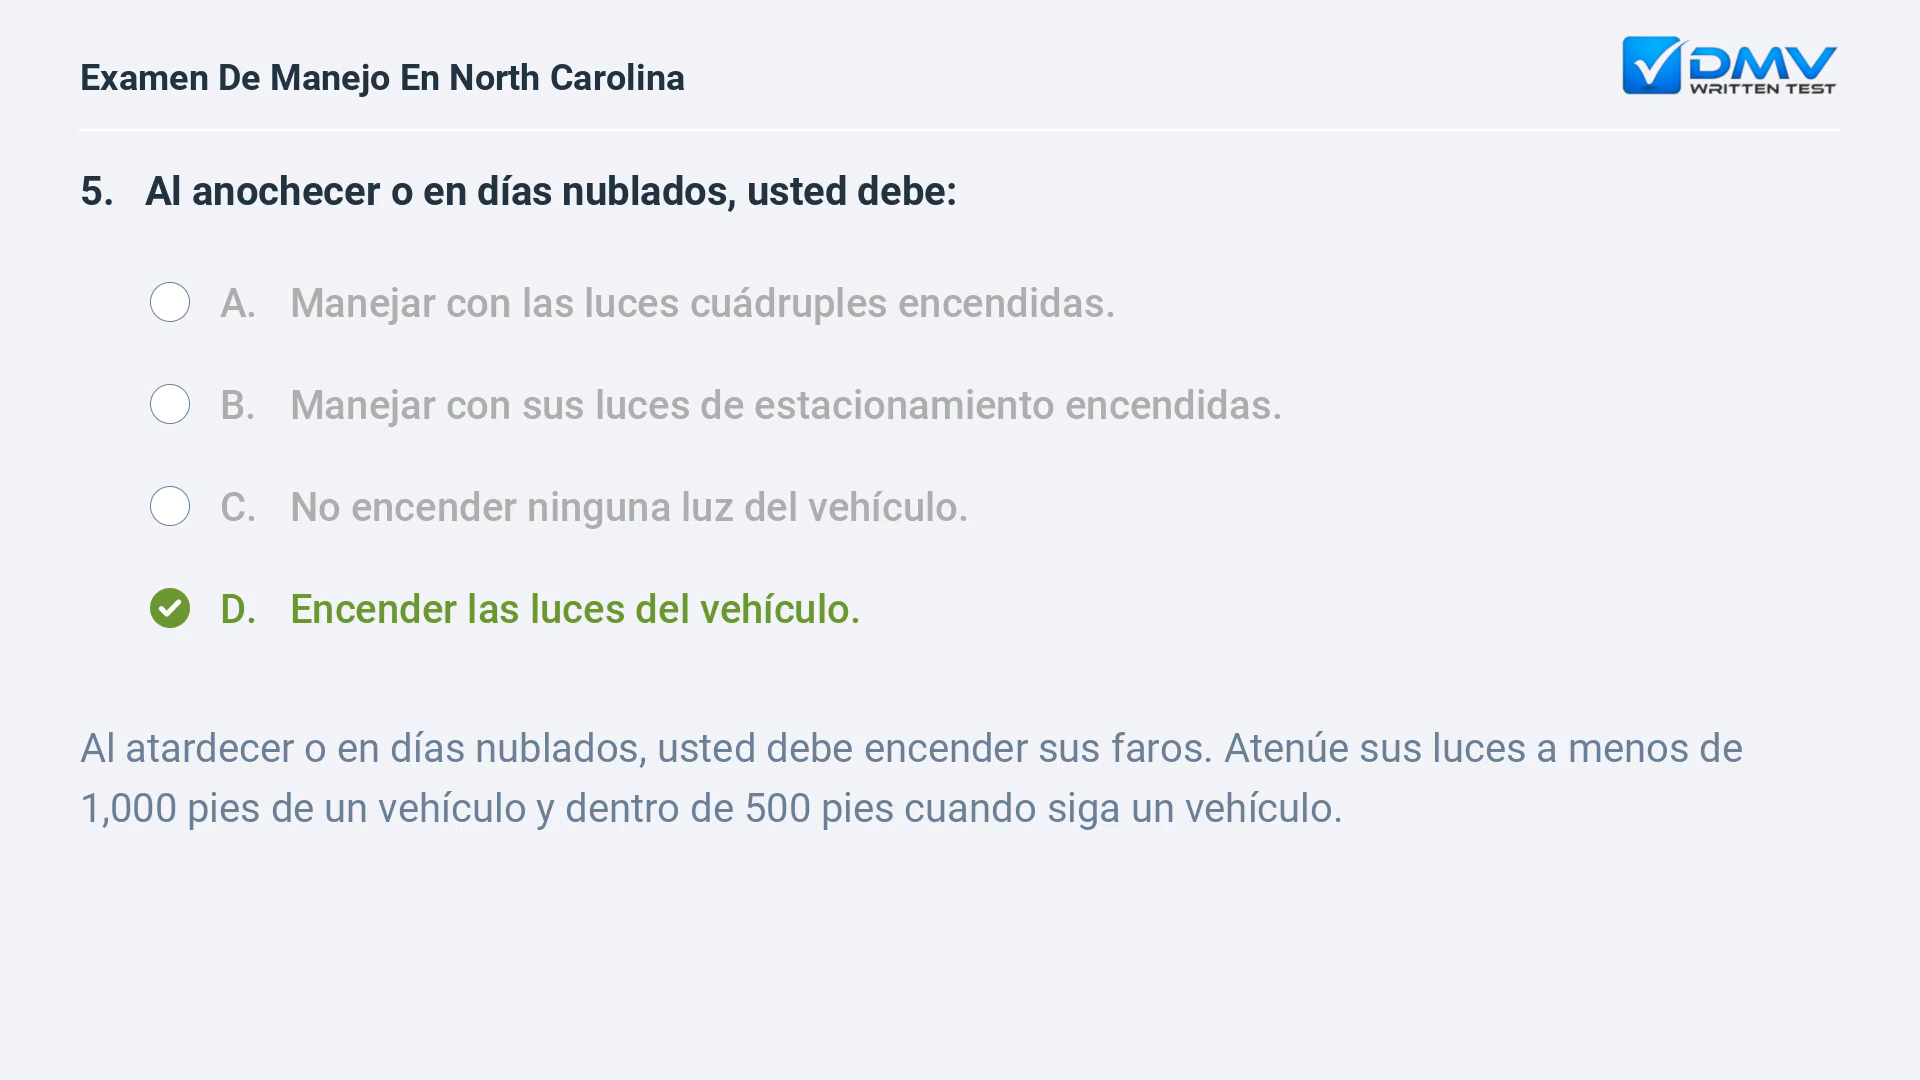 Examen De Manejo En North Carolina
DMV
WRITTEN TEST
5. Al anochecer o en días nublados, usted debe:
A. Manejar con las luces cuádruples encendidas.
B. Manejar con sus luces de estacionamiento encendidas.
C. No encender ninguna luz del vehículo.
D. Encender las luces del vehículo.
Al atardecer o en días nublados, usted debe encender sus faros. Atenúe sus luces a menos de
1,000 pies de un vehículo y dentro de 500 pies cuando siga un vehículo.